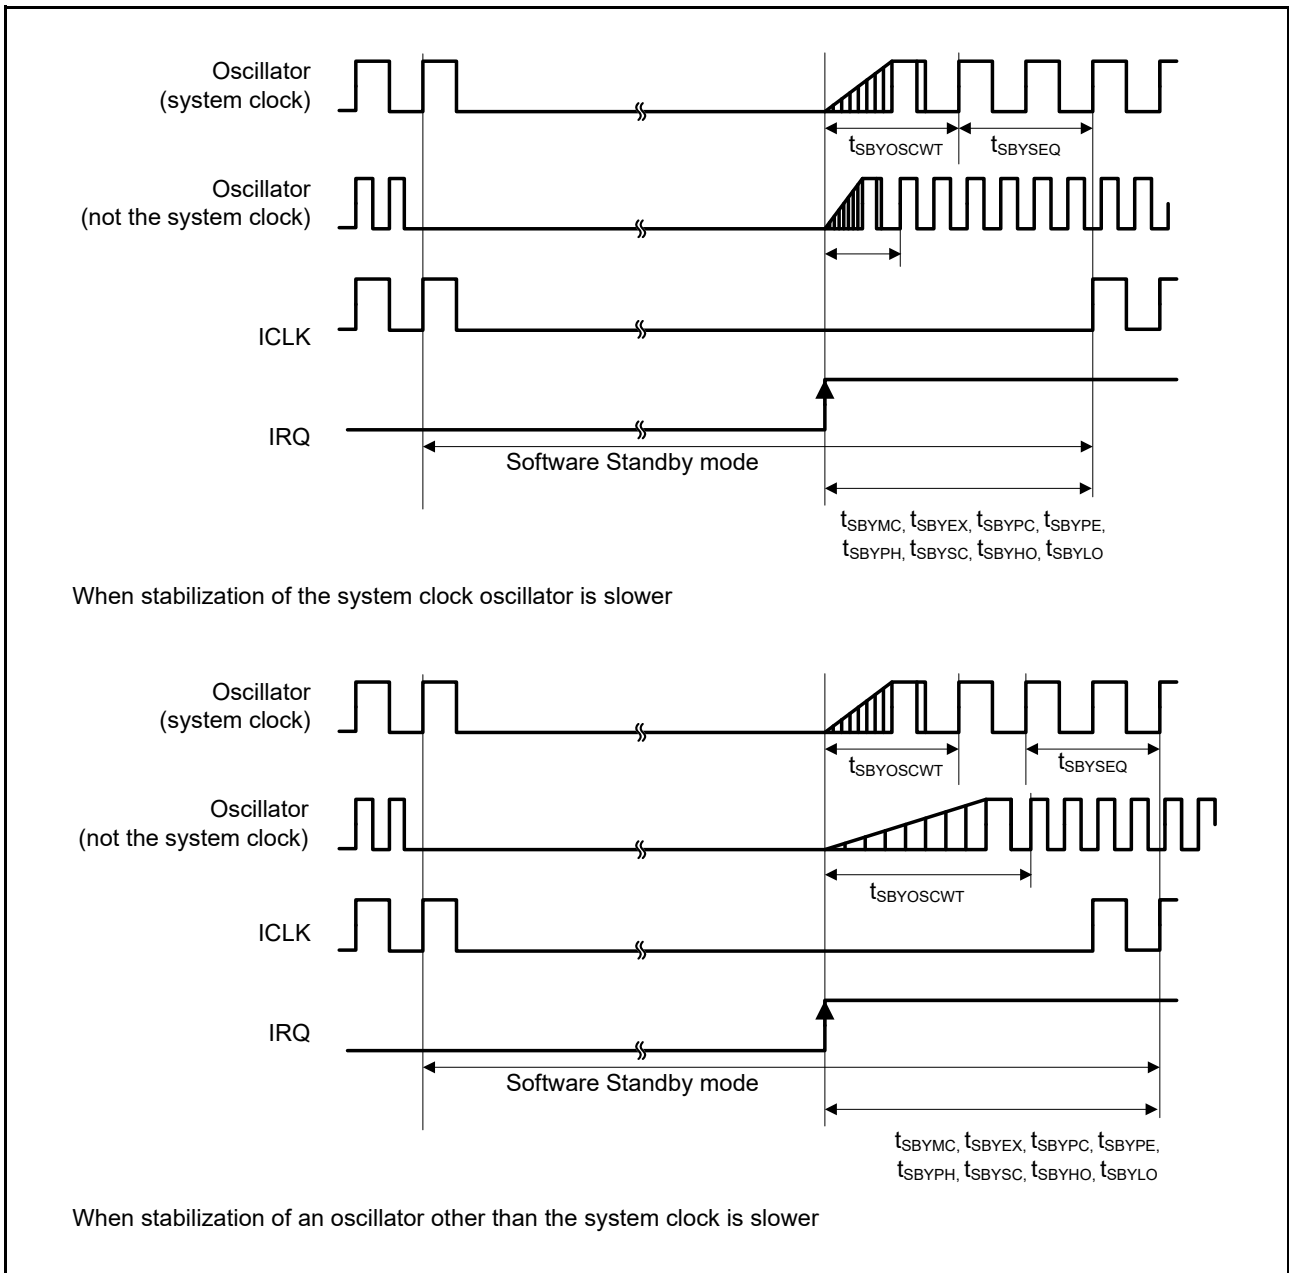 Oscillator
(system clock)
tSBYOSCWT
tSBYSEQ
Oscillator
(not the system clock)
ICLK
IRQ
Software Standby mode
tSBYMC, tSBYEX, tSBYPC, tSBYPE,
tSBYPH, tSBYSC, tSBYHO, tSBYLO
When stabilization of the system clock oscillator is slower
Oscillator
(system clock)
tSBYOSCWT
tSBYSEQ
Oscillator
(not the system clock)
tSBYOSCWT
ICLK
IRQ
Software Standby mode
tSBYMC, tSBYEX, tSBYPC, tSBYPE,
tSBYPH, tSBYSC, tSBYHO, tSBYLO
When stabilization of an oscillator other than the system clock is slower